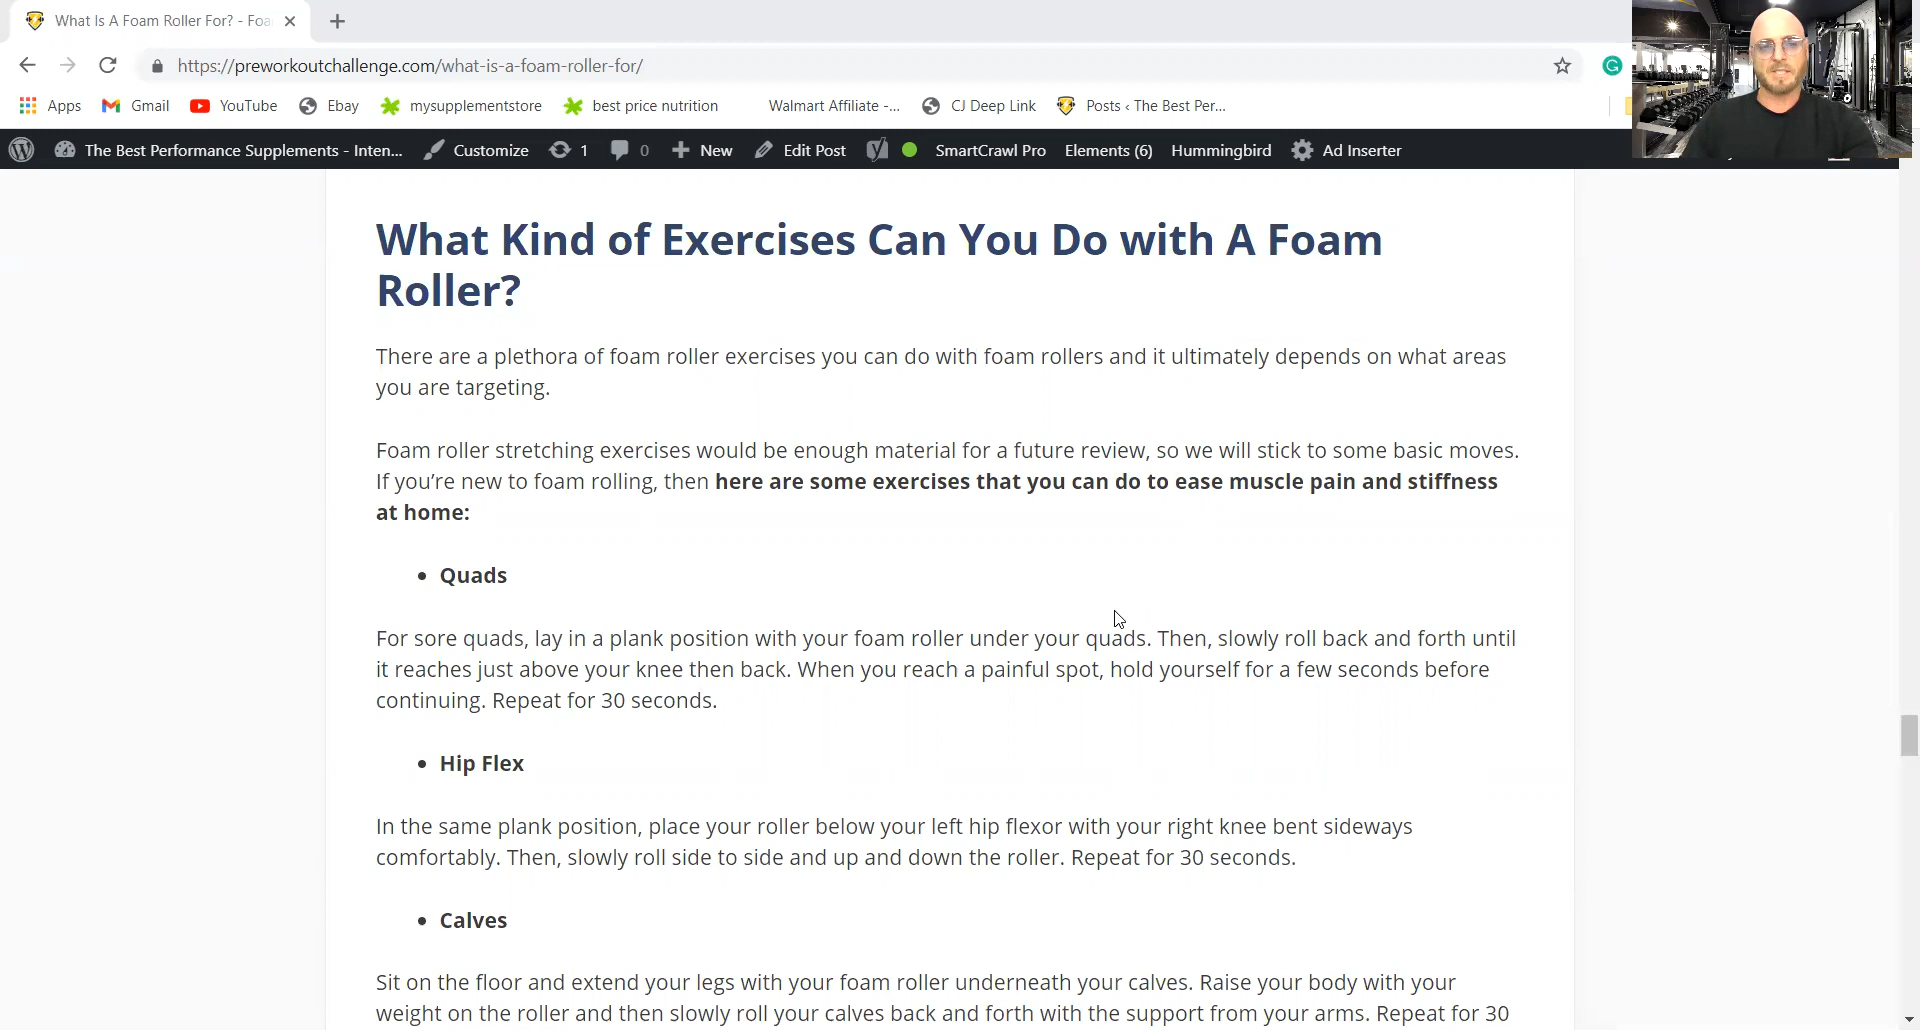 What Is A Foam Roller For? - Foa
https://preworkoutchallenge.com/what-is-a-foam-roller-for/
Apps Gmail YouTube Ebay mysupplementstore best price nutrition Walmart Affiliate -... CJ Deep Link Posts ‹ The Best Per...
The Best Performance Supplements - Inten... Customize 1 0 New Edit Post SmartCrawl Pro Elements (6) Hummingbird Ad Inserter
What Kind of Exercises Can You Do with A Foam
Roller?
There are a plethora of foam roller exercises you can do with foam rollers and it ultimately depends on what areas
you are targeting.
Foam roller stretching exercises would be enough material for a future review, so we will stick to some basic moves.
If you’re new to foam rolling, then here are some exercises that you can do to ease muscle pain and stiffness
at home:
• Quads
For sore quads, lay in a plank position with your foam roller under your quads. Then, slowly roll back and forth until
it reaches just above your knee then back. When you reach a painful spot, hold yourself for a few seconds before
continuing. Repeat for 30 seconds.
• Hip Flex
In the same plank position, place your roller below your left hip flexor with your right knee bent sideways
comfortably. Then, slowly roll side to side and up and down the roller. Repeat for 30 seconds.
• Calves
Sit on the floor and extend your legs with your foam roller underneath your calves. Raise your body with your
weight on the roller and then slowly roll your calves back and forth with the support from your arms. Repeat for 30